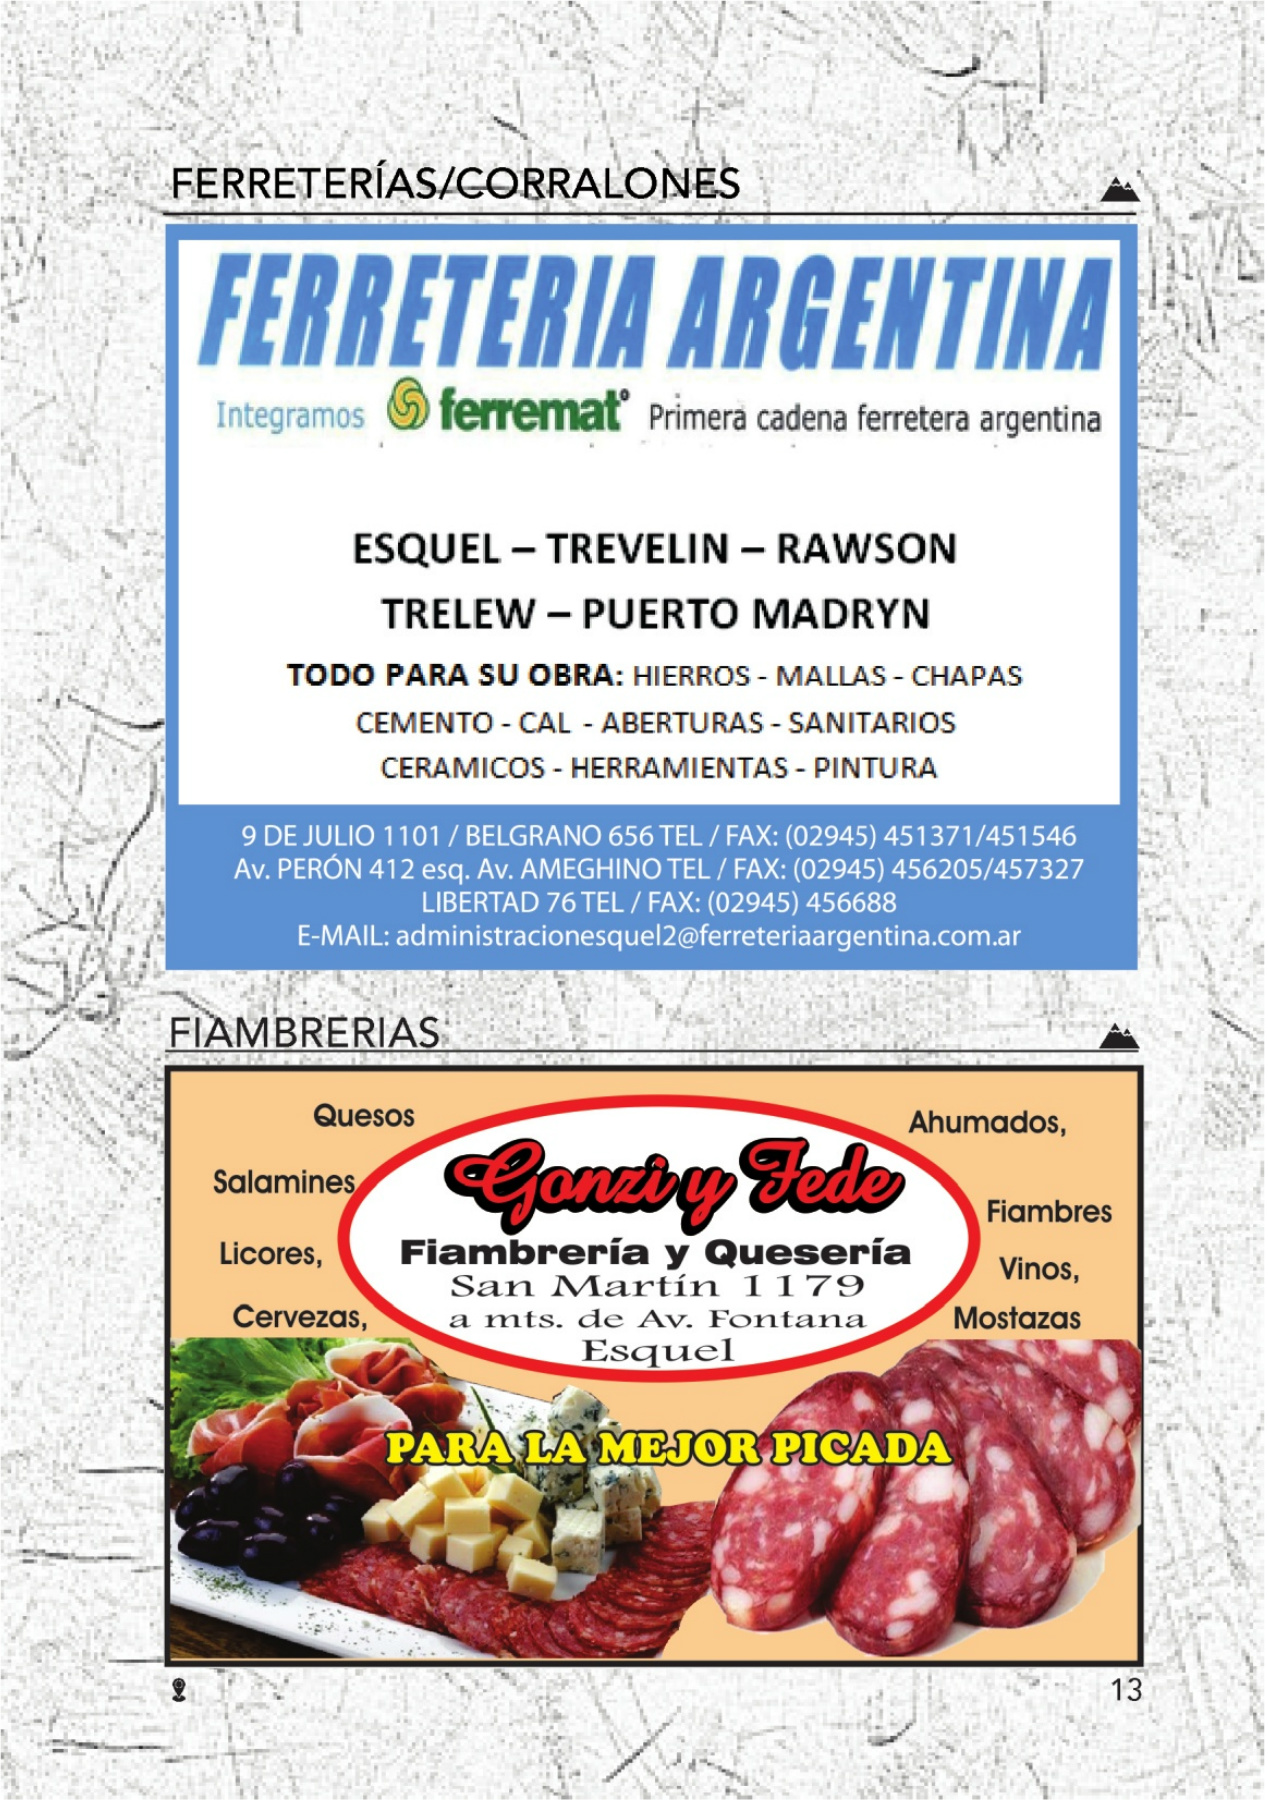 FERRETERÍAS/CORRALONES
FERRETERIA ARGENTINA
Integramos ferremat Primera cadena ferretera argentina
ESQUEL – TREVELIN – RAWSON
TRELEW – PUERTO MADRYN
TODO PARA SU OBRA: HIERROS - MALLAS - CHAPAS
CEMENTO - CAL - ABERTURAS - SANITARIOS
CERAMICOS - HERRAMIENTAS - PINTURA
9 DE JULIO 1101 / BELGRANO 656 TEL / FAX: (02945) 451371/451546
Av. PERÓN 412 esq. Av. AMEGHINO TEL / FAX: (02945) 456205/457327
LIBERTAD 76 TEL / FAX: (02945) 456688
E-MAIL: administracionesquel2@ferreteriaargentina.com.ar
FIAMBRERIAS
Quesos
Salamines
Licores,
Cervezas,
Gonzi y Fede
Fiambrería y Quesería
San Martín 1179
a mts. de Av. Fontana
Esquel
Ahumados,
Fiambres
Vinos,
Mostazas
PARA LA MEJOR PICADA
13